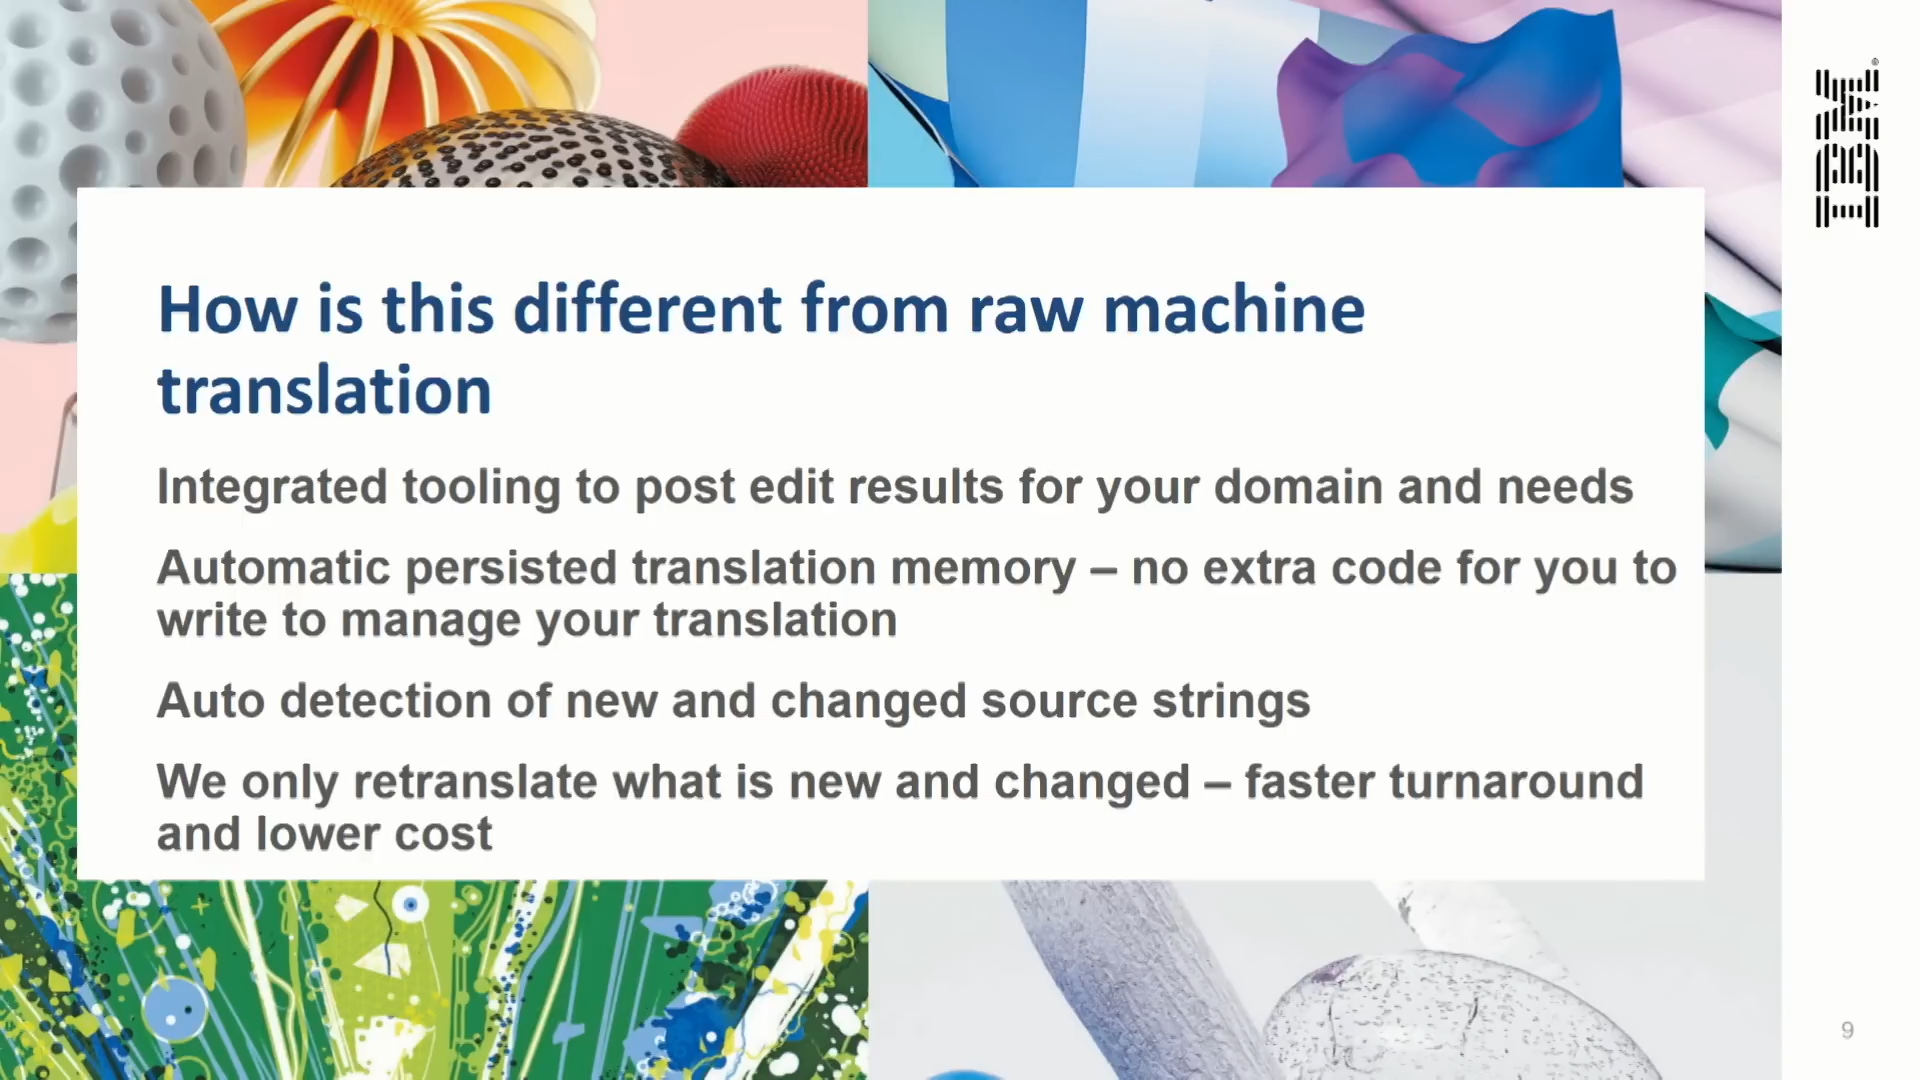 IBM®
How is this different from raw machine
translation
Integrated tooling to post edit results for your domain and needs
Automatic persisted translation memory – no extra code for you to
write to manage your translation
Auto detection of new and changed source strings
We only retranslate what is new and changed – faster turnaround
and lower cost
9